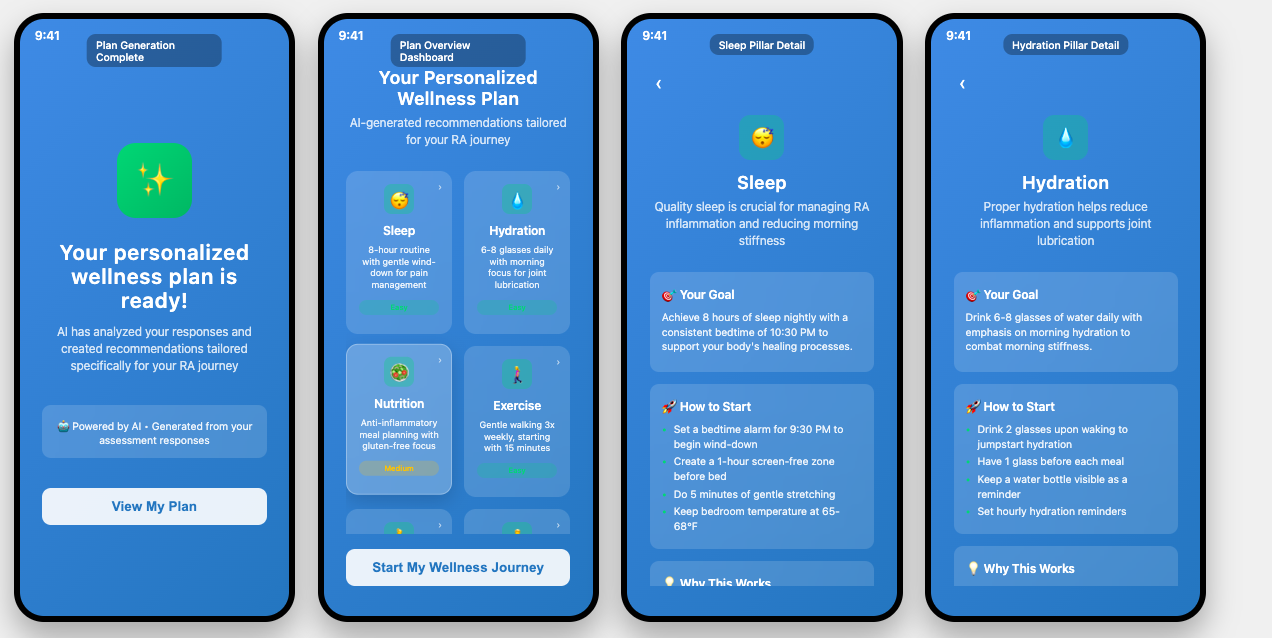 9:41
Plan Generation
Complete
Your personalized
wellness plan is
ready!
AI has analyzed your responses and
created recommendations tailored
specifically for your RA journey
Powered by AI • Generated from your
assessment responses
View My Plan
9:41
Plan Overview
Dashboard
Your Personalized
Wellness Plan
AI-generated recommendations tailored
for your RA journey
Sleep
8-hour routine
with gentle wind-
down for pain
management
Hydration
6-8 glasses daily
with morning
focus for joint
lubrication
Nutrition
Anti-inflammatory
meal planning with
gluten-free focus
Medium
Exercise
Gentle walking 3x
weekly, starting
with 15 minutes
Start My Wellness Journey
9:41
Sleep Pillar Detail
Sleep
Quality sleep is crucial for managing RA
inflammation and reducing morning
stiffness
Your Goal
Achieve 8 hours of sleep nightly with a
consistent bedtime of 10:30 PM to
support your body's healing processes.
How to Start
Set a bedtime alarm for 9:30 PM to
begin wind-down
Create a 1-hour screen-free zone
before bed
Do 5 minutes of gentle stretching
Keep bedroom temperature at 65-
68°F
Why This Works
9:41
Hydration Pillar Detail
Hydration
Proper hydration helps reduce
inflammation and supports joint
lubrication
Your Goal
Drink 6-8 glasses of water daily with
emphasis on morning hydration to
combat morning stiffness.
How to Start
Drink 2 glasses upon waking to
jumpstart hydration
Have 1 glass before each meal
Keep a water bottle visible as a
reminder
Set hourly hydration reminders
Why This Works